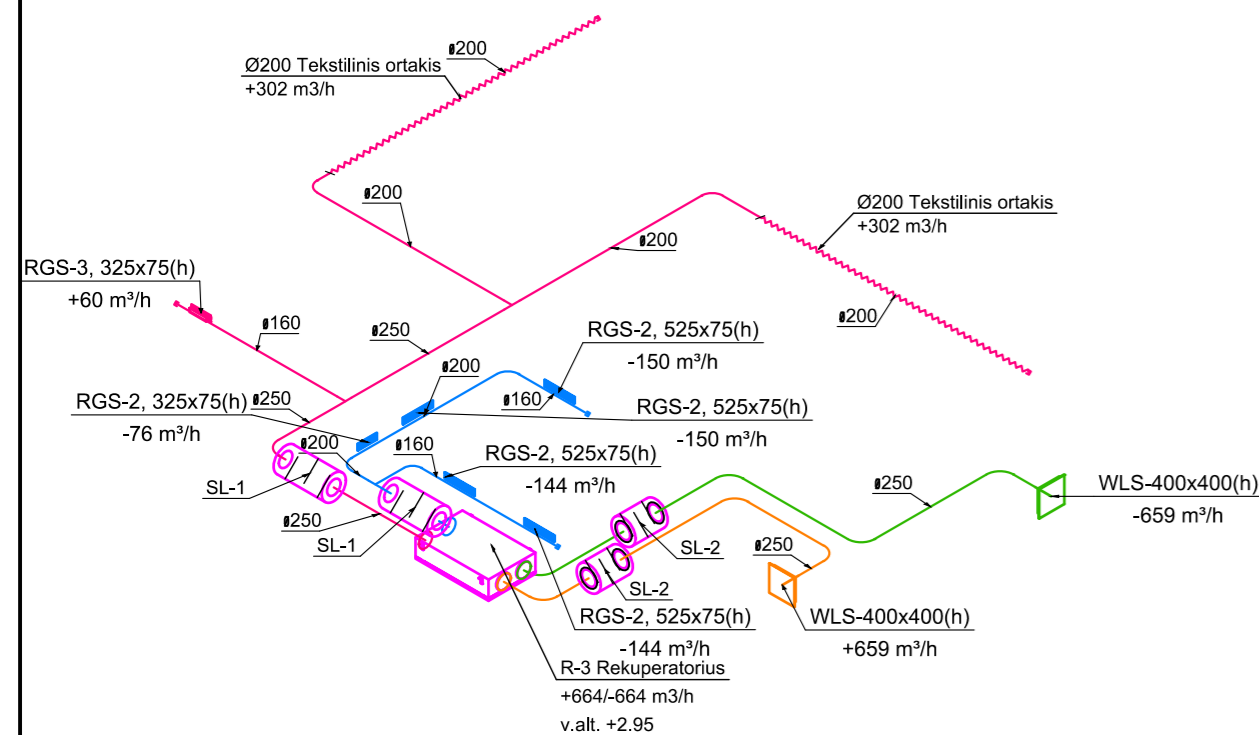 ø200
Ø200 Tekstilinis ortakis
+302 m3/h
ø200
Ø200 Tekstilinis ortakis
+302 m3/h
ø200
RGS-3, 325x75(h)
+60 m³/h
ø160
ø250
ø200
RGS-2, 525x75(h)
-150 m³/h
ø200
ø160
RGS-2, 325x75(h)
-76 m³/h
ø250
RGS-2, 525x75(h)
-150 m³/h
ø200
ø160
RGS-2, 525x75(h)
-144 m³/h
SL-1
ø250
SL-1
ø250
WLS-400x400(h)
-659 m³/h
SL-2
ø250
SL-2
RGS-2, 525x75(h)
-144 m³/h
WLS-400x400(h)
+659 m³/h
R-3 Rekuperatorius
+664/-664 m3/h
v.alt. +2.95